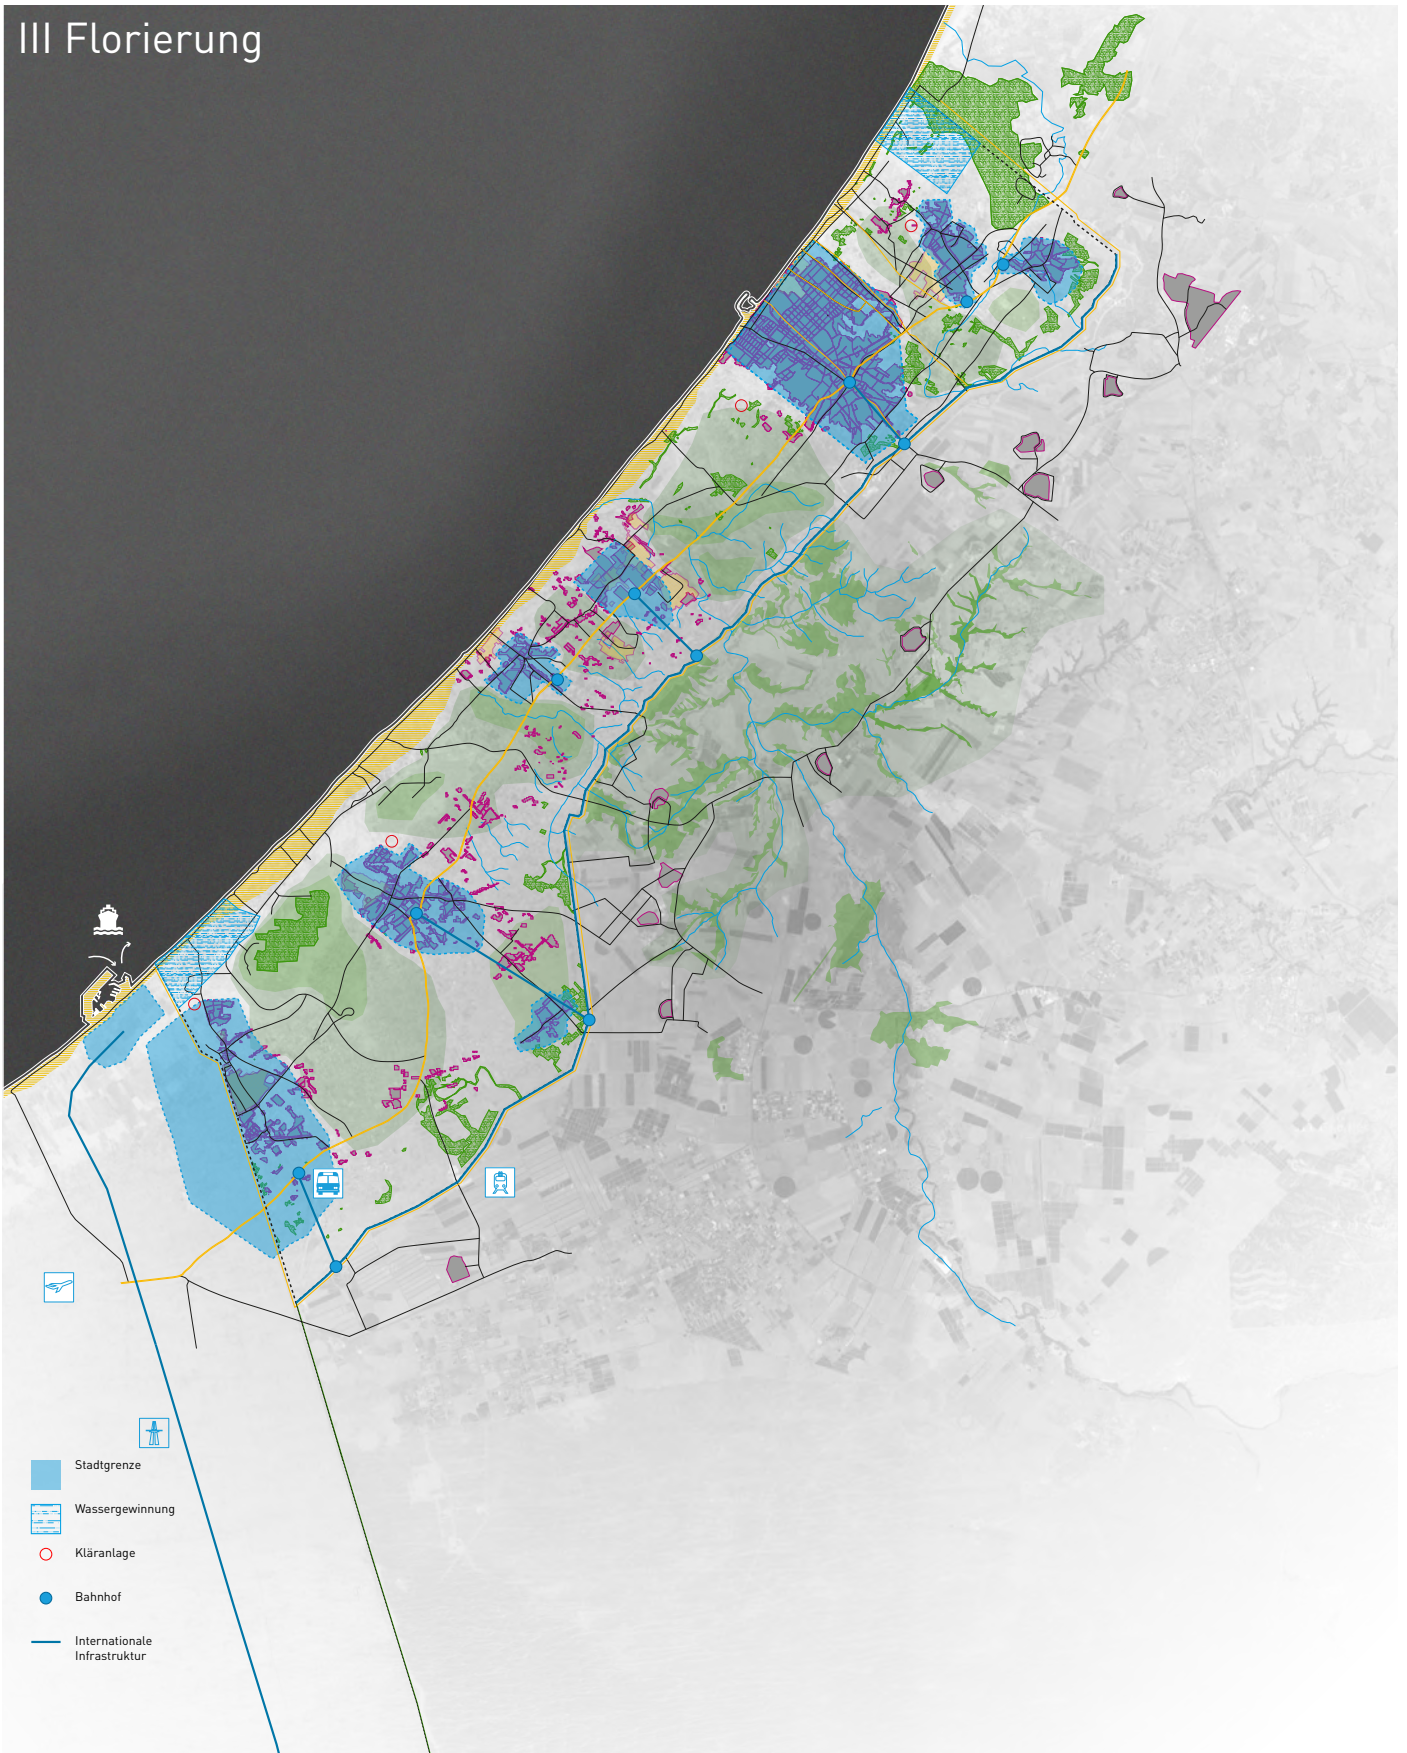 III Florierung
Stadtgrenze
Wassergewinnung
Kläranlage
Bahnhof
Internationale
Infrastruktur